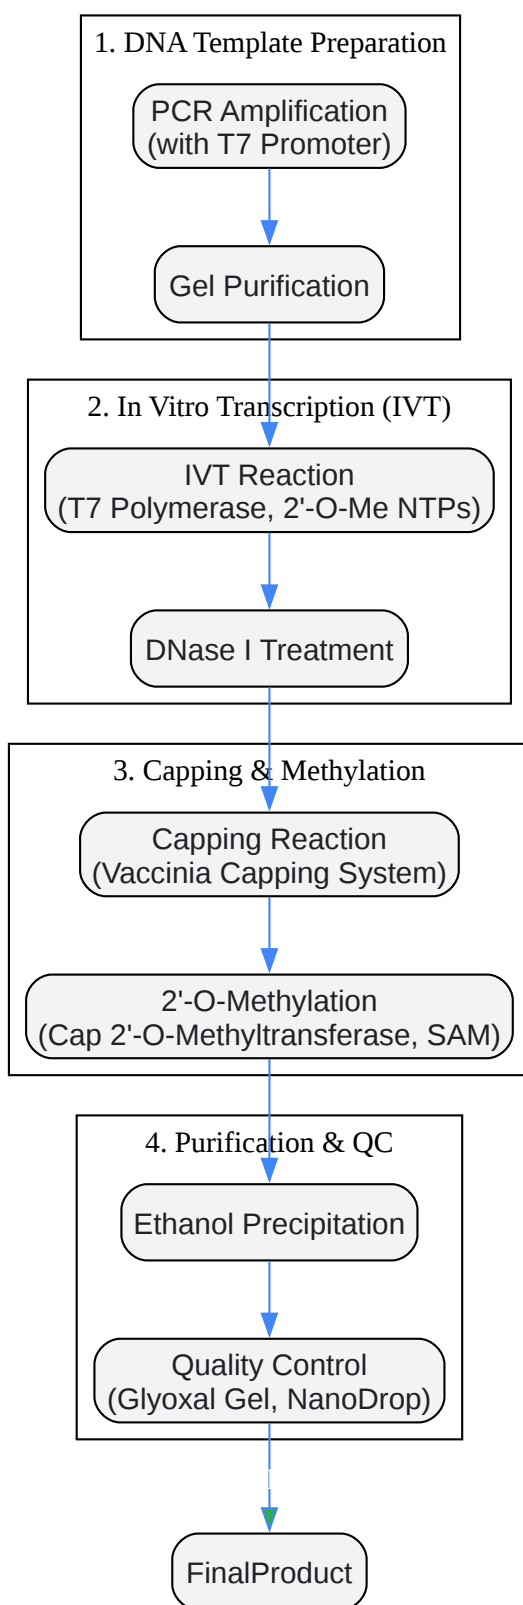 1. DNA Template Preparation
PCR Amplification
(with T7 Promoter)
Gel Purification
2. In Vitro Transcription (IVT)
IVT Reaction
(T7 Polymerase, 2'-O-Me NTPs)
DNase I Treatment
3. Capping & Methylation
Capping Reaction
(Vaccinia Capping System)
2'-O-Methylation
(Cap 2'-O-Methyltransferase, SAM)
4. Purification & QC
Ethanol Precipitation
Quality Control
(Glyoxal Gel, NanoDrop)
FinalProduct